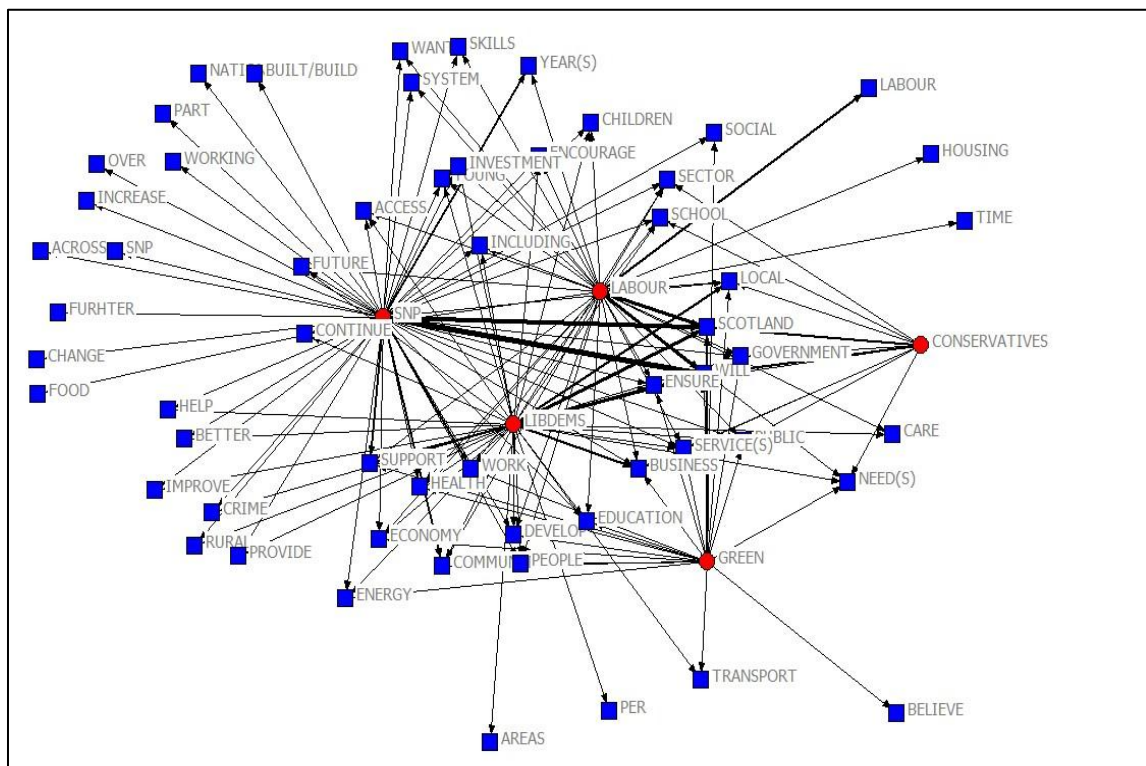 SKILLS
WANT
YEAR(S)
NATI
BUILT/BUILD
SYSTEM
LABOUR
PART
CHILDREN
SOCIAL
HOUSING
ENCOURAGE
OVER
WORKING
INVESTMENT
YOUNG
SECTOR
INCREASE
ACCESS
SCHOOL
TIME
ACROSS
SNP
INCLUDING
FUTURE
LOCAL
LABOUR
FURHTER
SNP
SCOTLAND
CONTINUE
CONSERVATIVES
CHANGE
GOVERNMENT
WILL
ENSURE
FOOD
HELP
LIBDEMS
CARE
BETTER
SERVICE(S)
SUPPORT
WORK
BUSINESS
NEED(S)
HEALTH
IMPROVE
CRIME
EDUCATION
RURAL
ECONOMY
DEVELOP
PROVIDE
COMMUN
PEOPLE
GREEN
ENERGY
TRANSPORT
PER
BELIEVE
AREAS